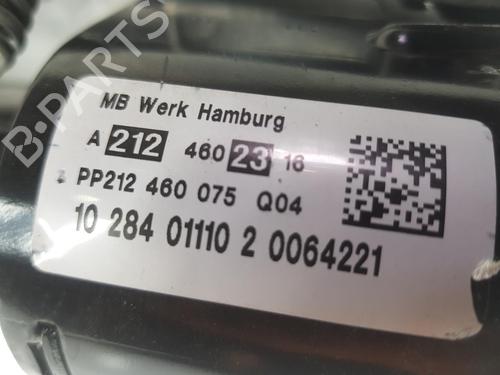 B-PARTS
MB Werk Hamburg
A 212 460 23 16
PP212 460 075 Q04
10 284 01110 2 0064221